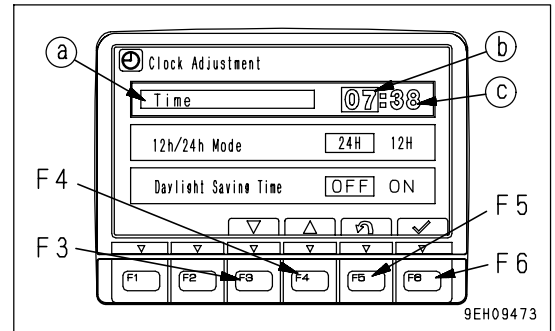 a
b
c
Clock Adjustment
Time 07:38
12h/24h Mode 24H 12H
Daylight Saving Time OFF ON
F4
F5
F3
F6
F1 F2 F3 F4 F5 F6
9EH09473